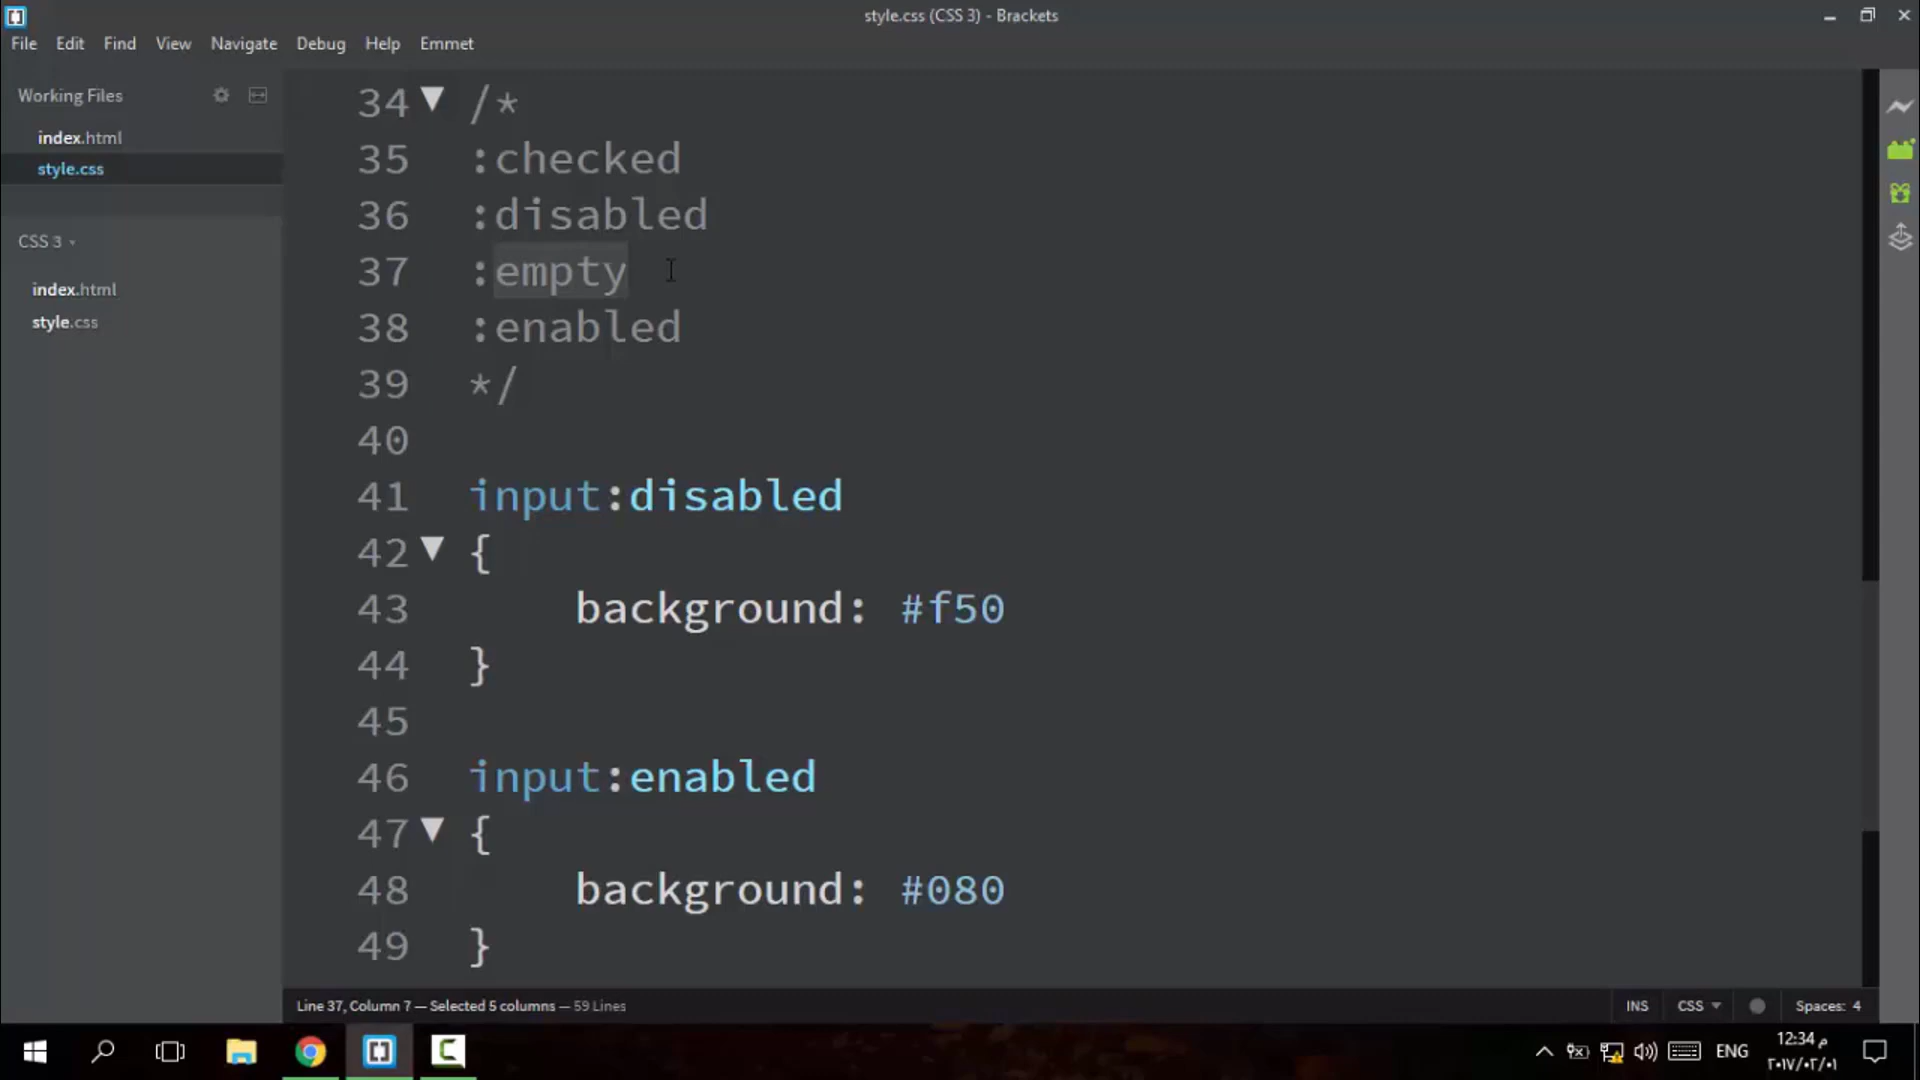 style.css (CSS 3) - Brackets
File Edit Find View Navigate Debug Help Emmet
Working Files
index.html
style.css
CSS 3
index.html
style.css
34 /*
35 :checked
36 :disabled
37 :empty
38 :enabled
39 */
40
41 input:disabled
42 {
43 background: #f50
44 }
45
46 input:enabled
47 {
48 background: #080
49 }
Line 37, Column 7 — Selected 5 columns — 59 Lines
INS CSS Spaces: 4
ENG
12:34 م
٢٠١٧/٠٢/٠١